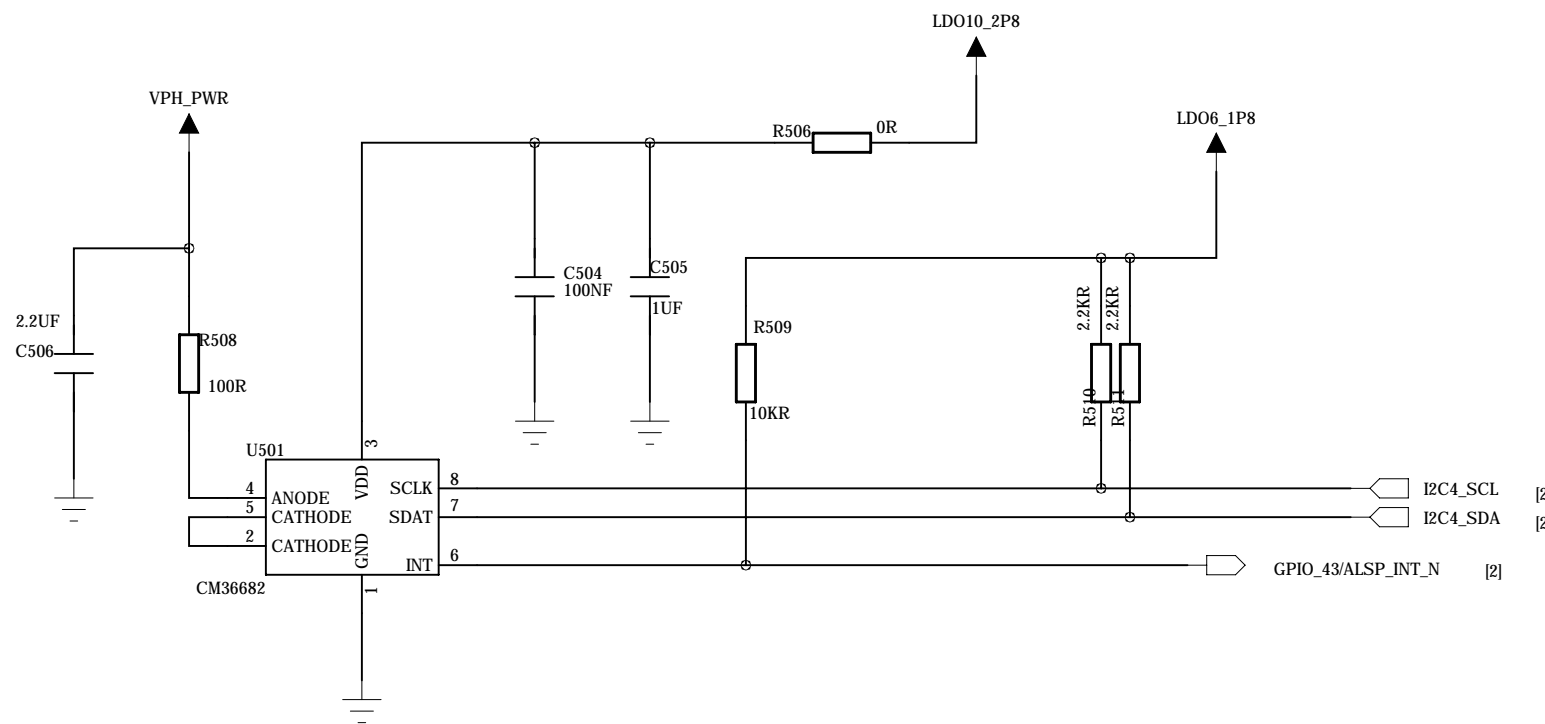 LDO10_2P8
VPH_PWR
LDO6_1P8
R506
0R
2.2UF
C506
R508
100R
C504
100NF
C505
1UF
R509
10KR
2.2KR
2.2KR
R510
R511
U501
3
4
ANODE
VDD
SCLK
8
I2C4_SCL
5
CATHODE
SDAT
7
I2C4_SDA
2
CATHODE
GND
INT
6
GPIO_43/ALSP_INT_N
[2]
CM36682
1